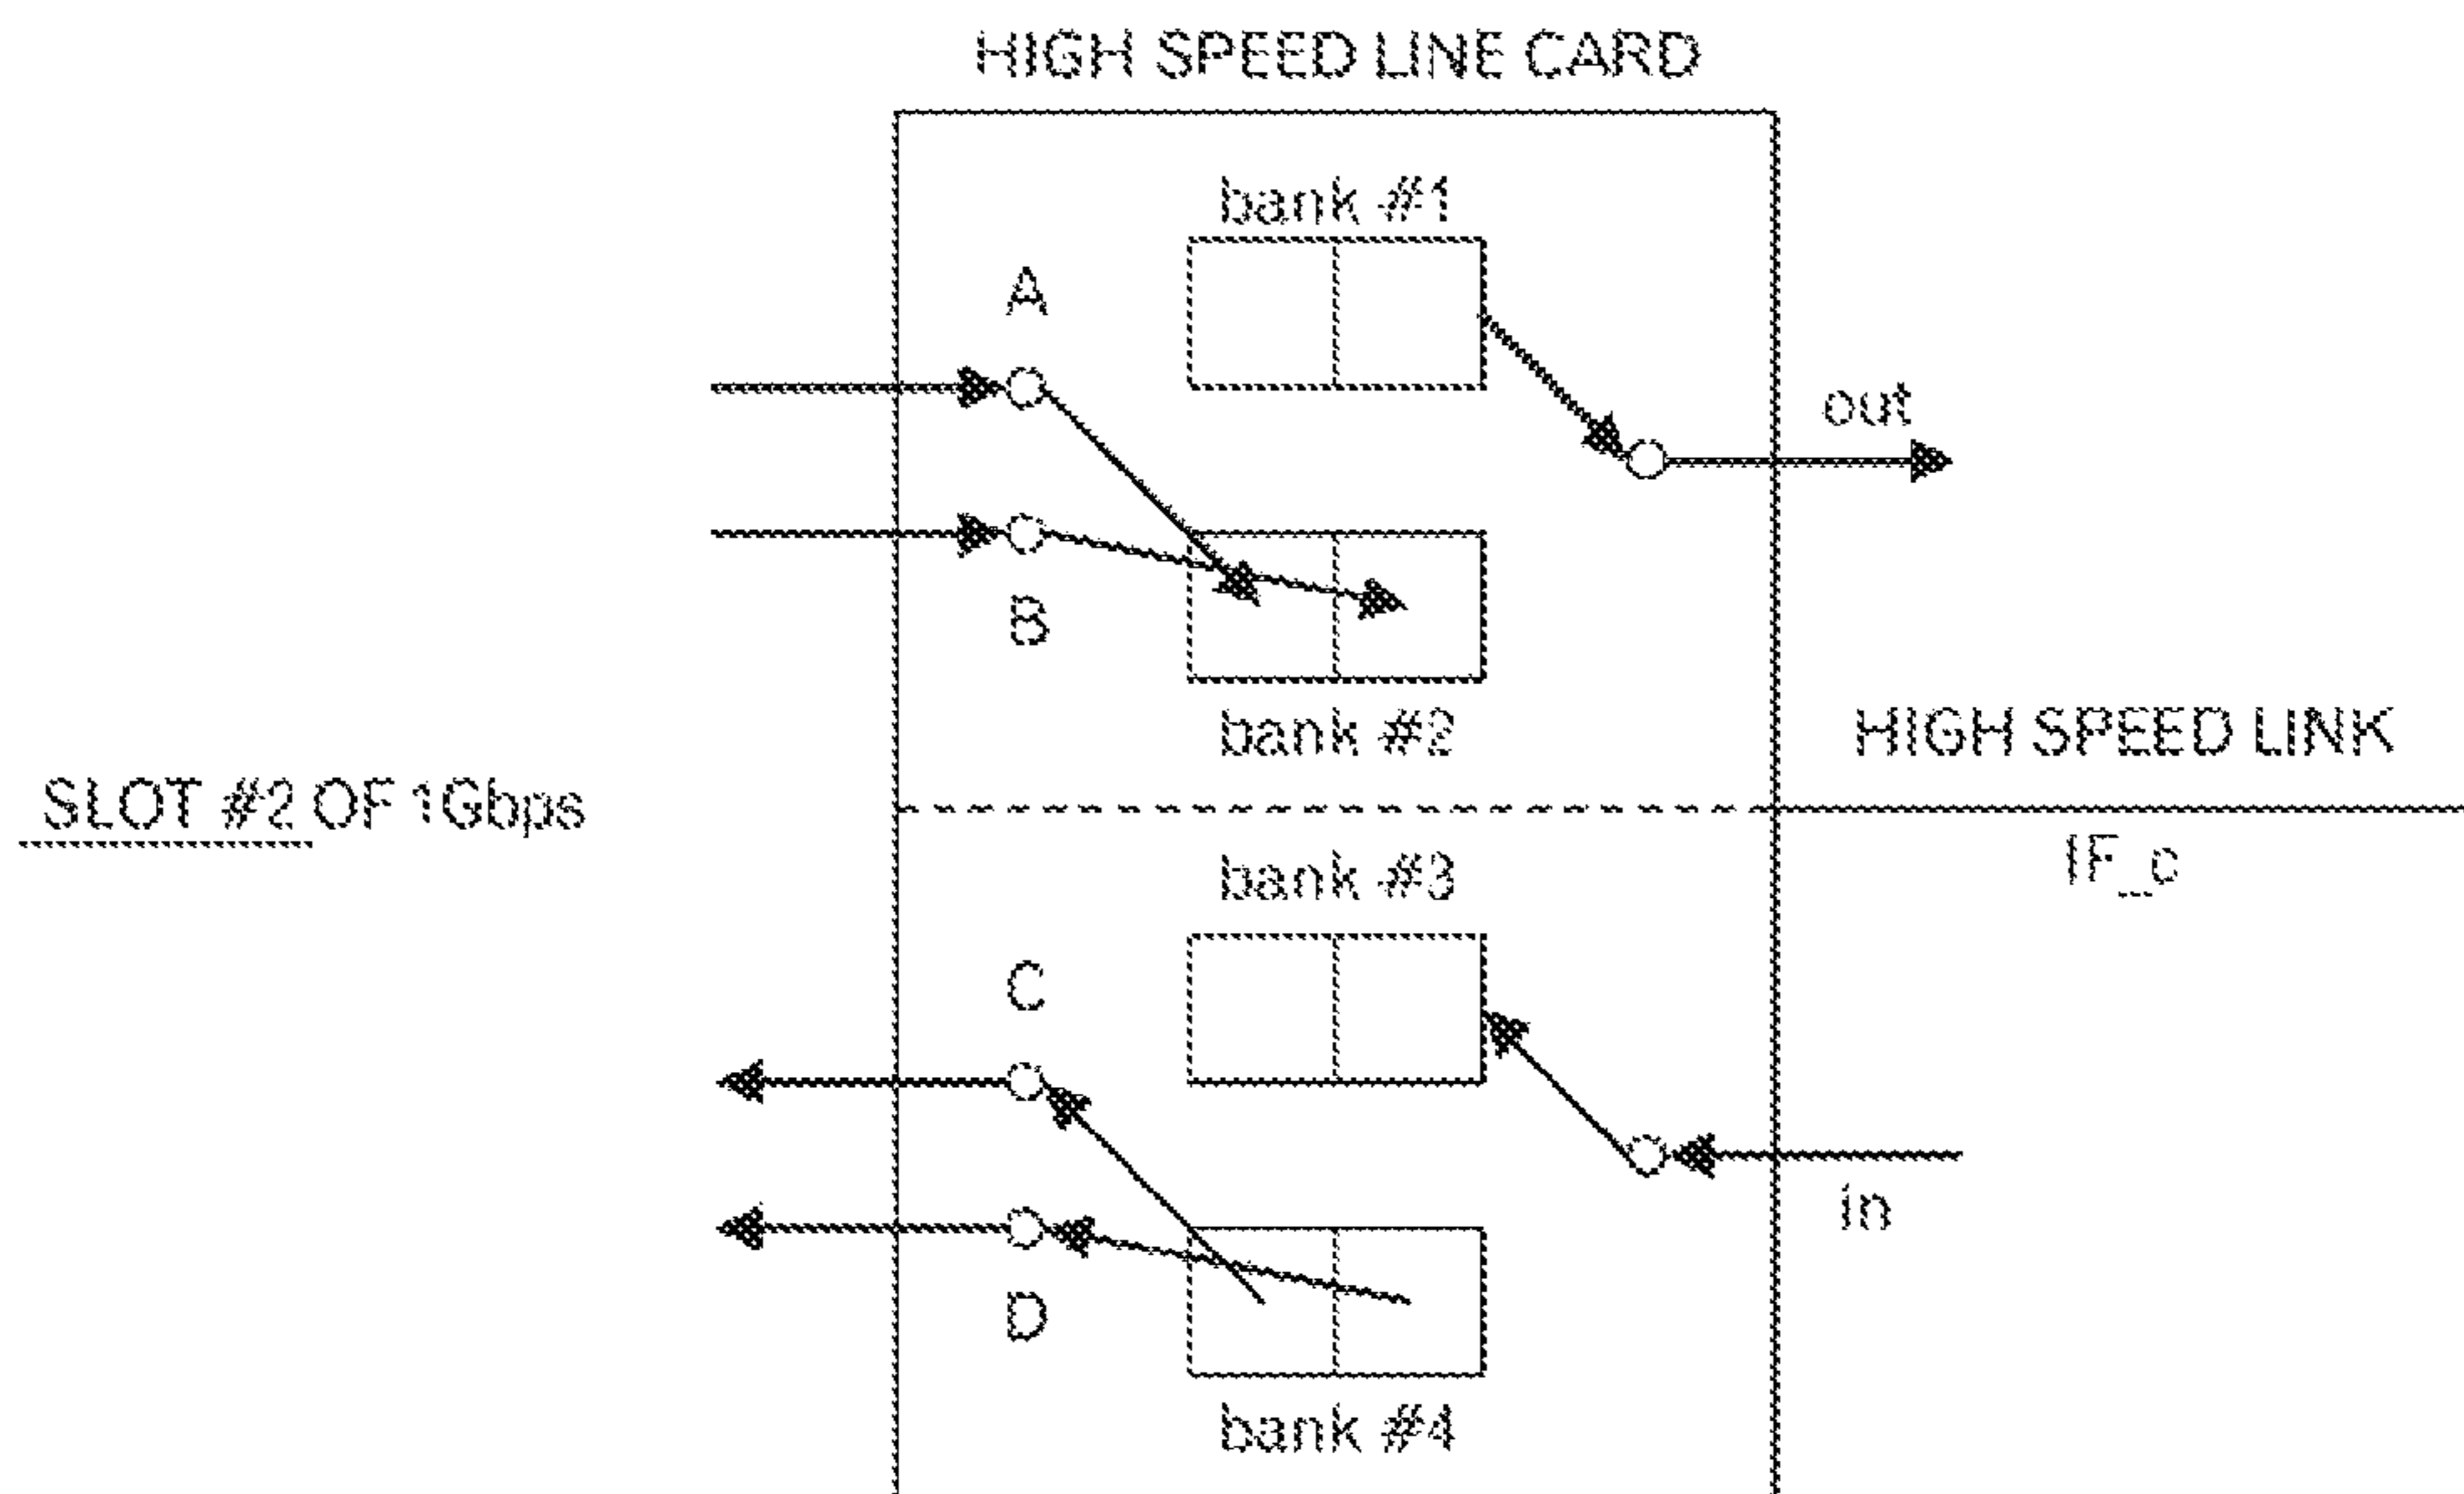 HIGH SPEED LINE CARD
bank #1
A
out
B
bank #2
HIGH SPEED LINK
SLOT #2 OF 1Gbps
bank #3
IF_c
C
in
D
bank #4